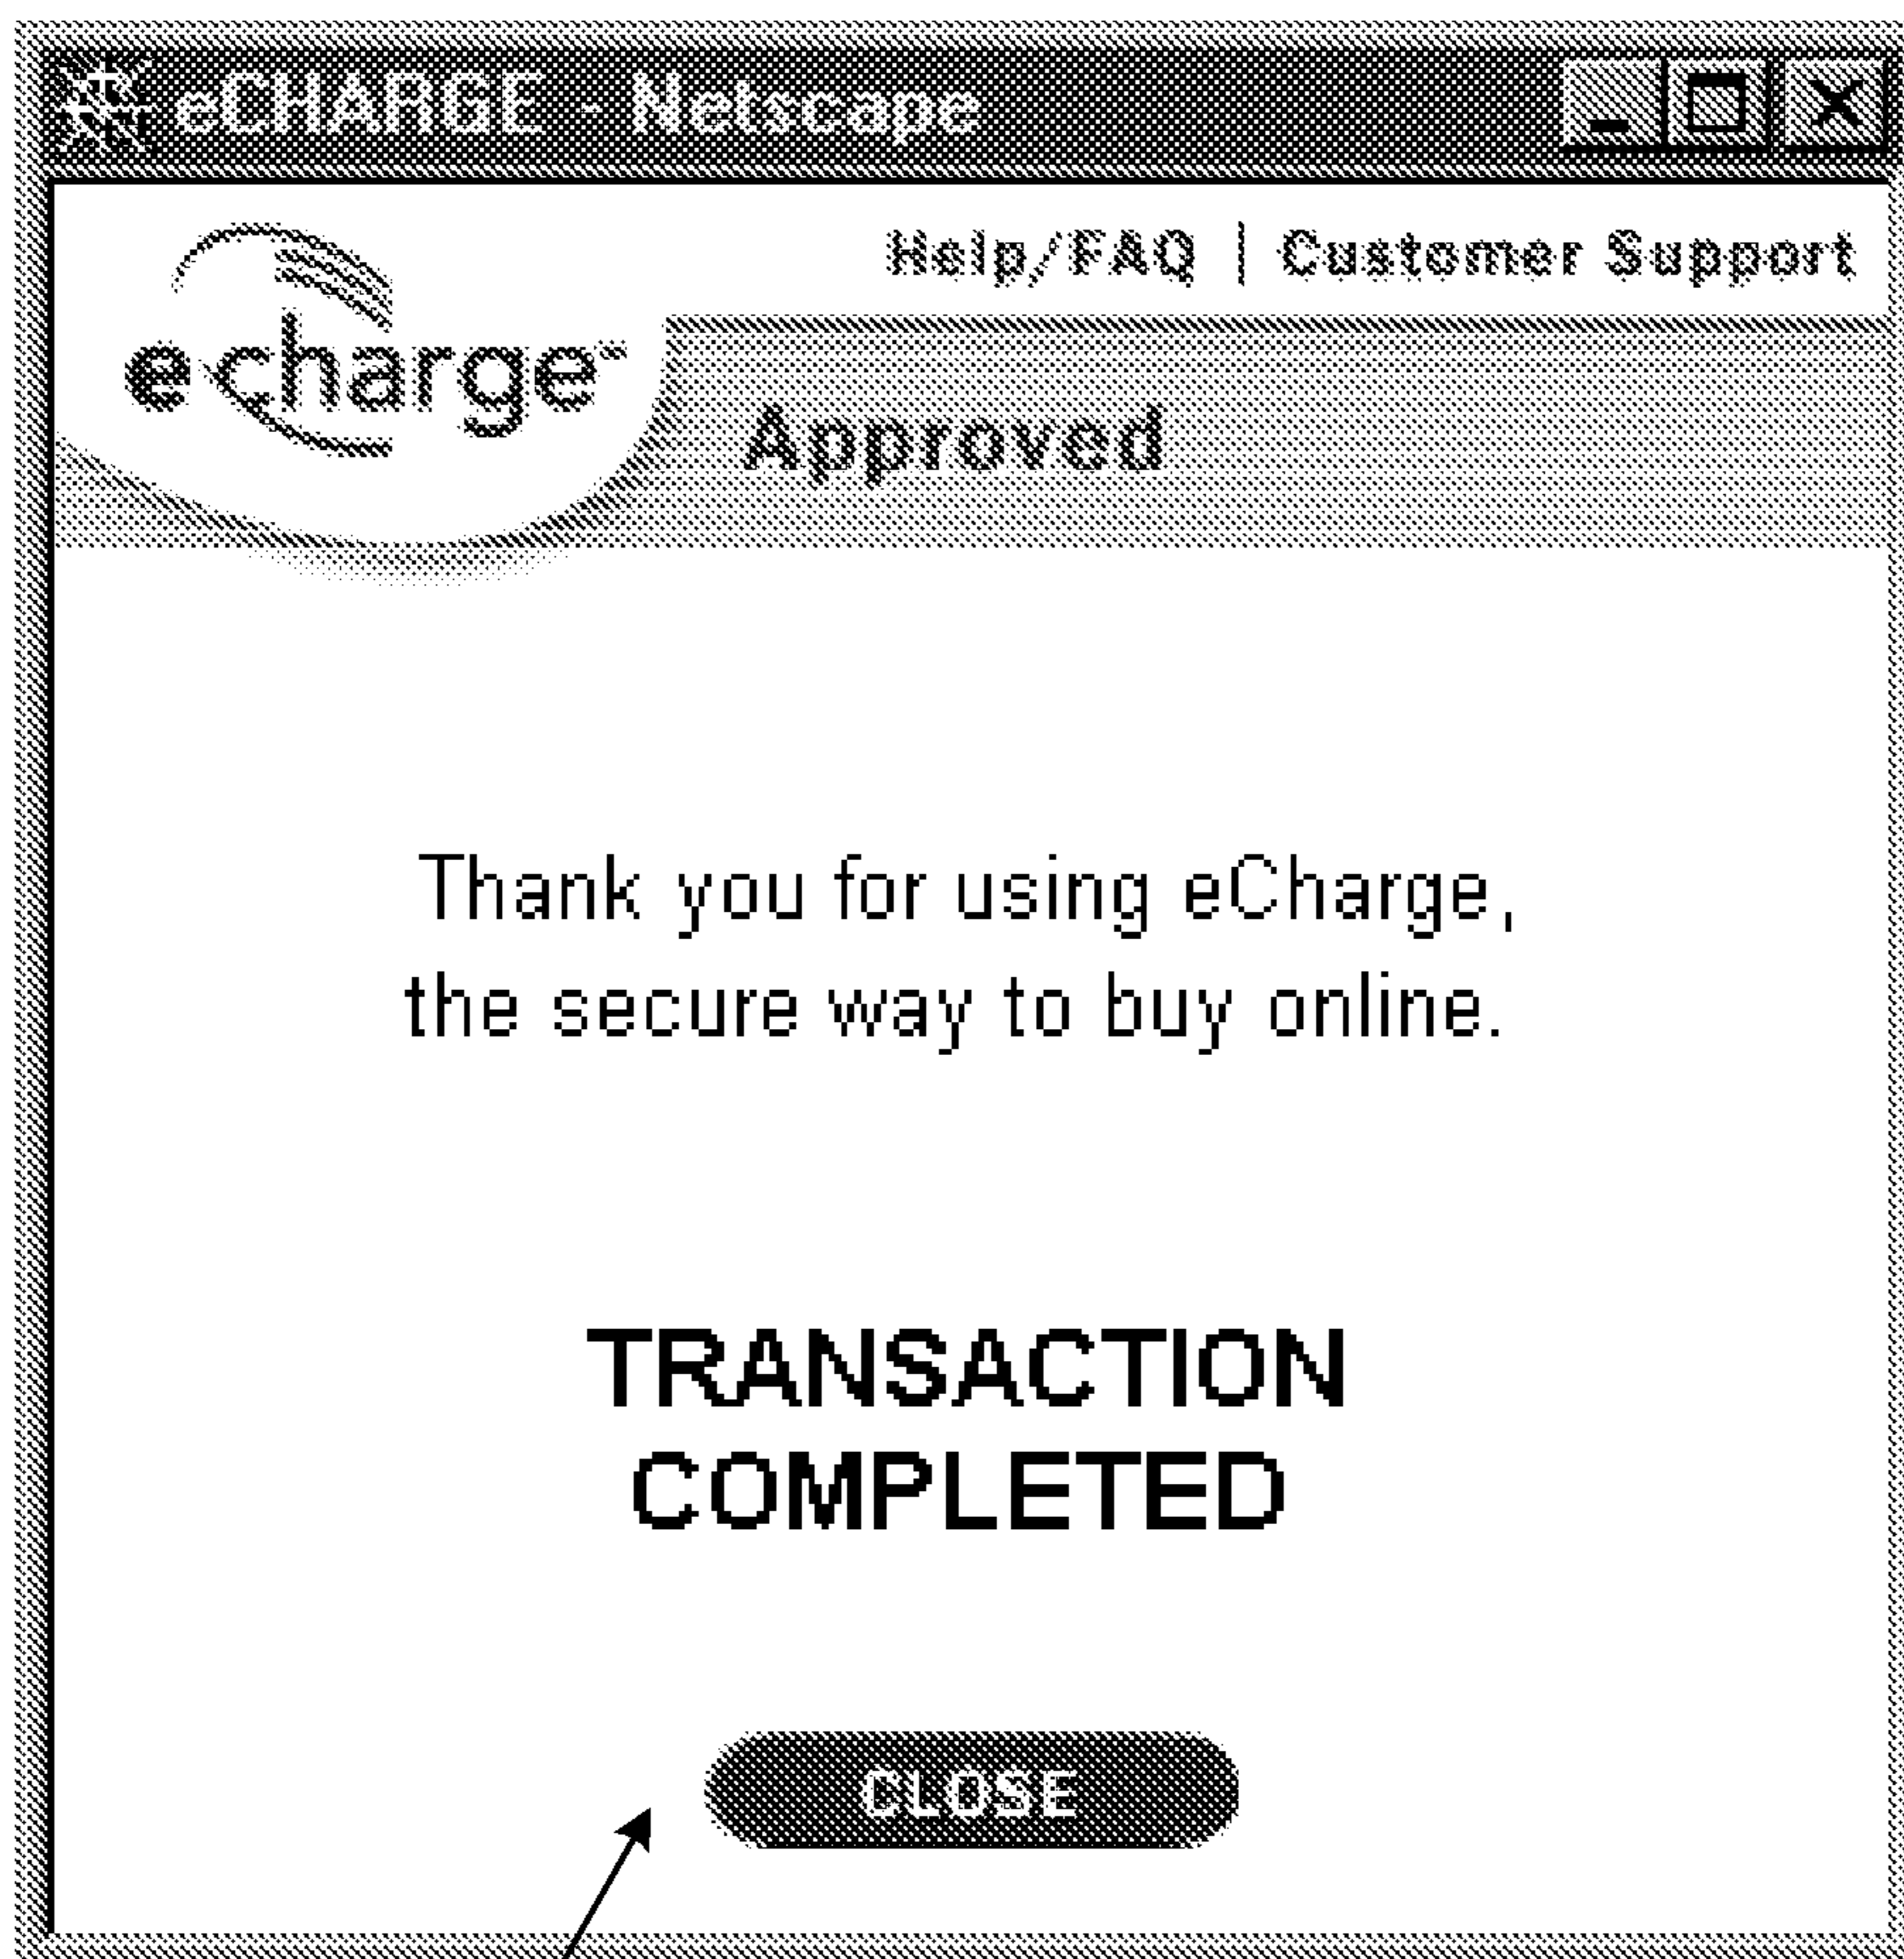 eCHARGE - Netscape
Help/FAQ | Customer Support
echarge
Approved
Thank you for using eCharge,
the secure way to buy online.
TRANSACTION
COMPLETED
CLOSE